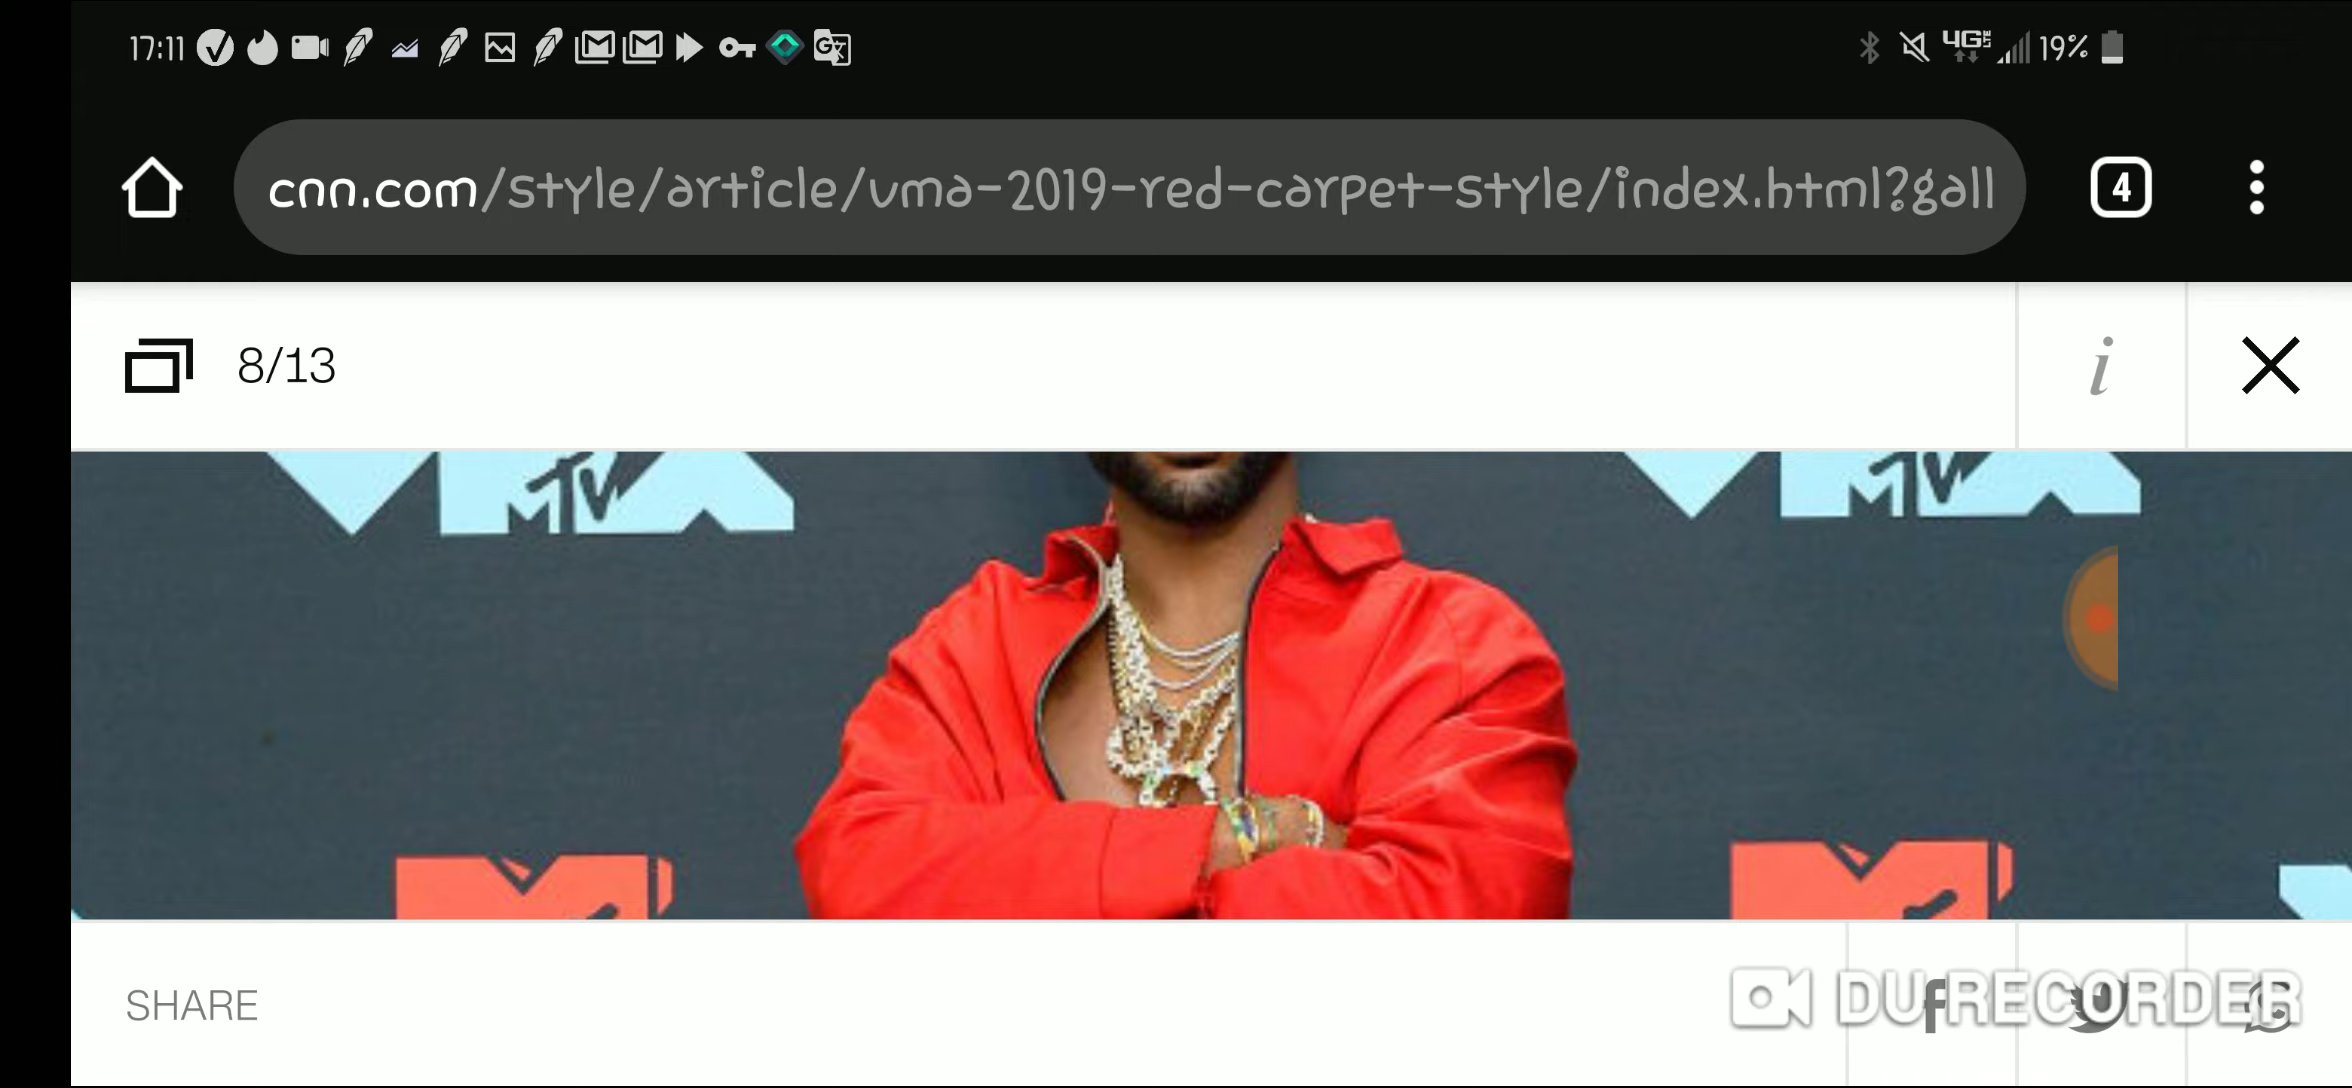 17:11 4G LTE 19%
cnn.com/style/article/vma-2019-red-carpet-style/index.html?gall 4
8/13 i
MTV MTV
SHARE
DU RECORDER